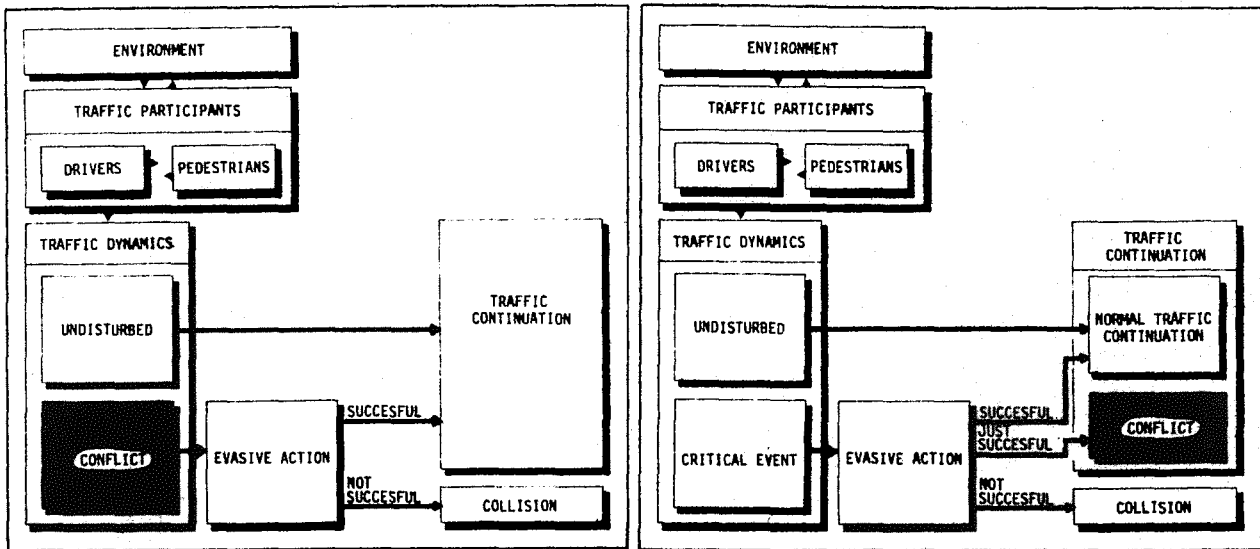 ENVIRONMENT
TRAFFIC PARTICIPANTS
DRIVERS
PEDESTRIANS
TRAFFIC DYNAMICS
UNDISTURBED
TRAFFIC
CONTINUATION
CONFLICT
EVASIVE ACTION
SUCCESFUL
NOT
SUCCESFUL
COLLISION
ENVIRONMENT
TRAFFIC PARTICIPANTS
DRIVERS
PEDESTRIANS
TRAFFIC DYNAMICS
TRAFFIC
CONTINUATION
UNDISTURBED
NORMAL TRAFFIC
CONTINUATION
CRITICAL EVENT
EVASIVE ACTION
SUCCESFUL
JUST
SUCCESFUL
CONFLICT
NOT
SUCCESFUL
COLLISION